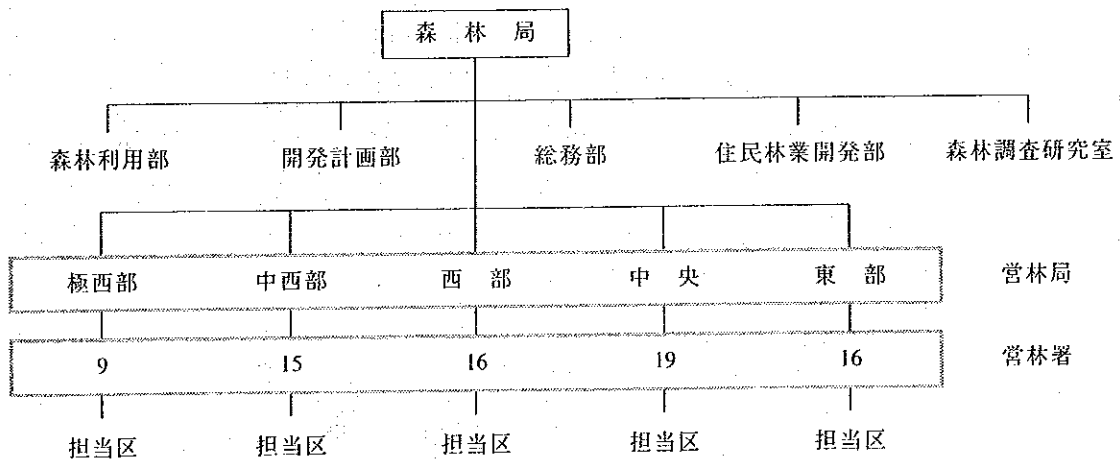 森林局
森林利用部 開発計画部 総務部 住民林業開発部 森林調査研究室
極西部 中西部 西部 中央 東部 営林局
9 15 16 19 16 営林署
担当区 担当区 担当区 担当区 担当区